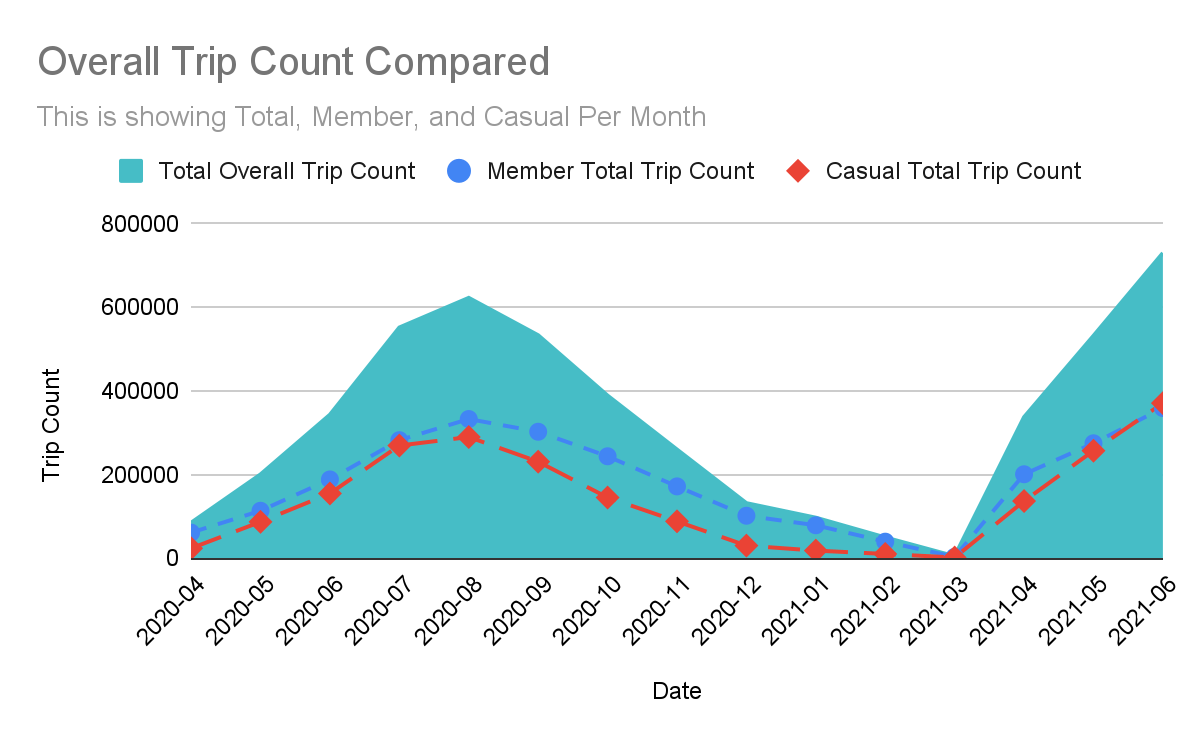 Overall Trip Count Compared
This is showing Total, Member, and Casual Per Month
Total Overall Trip Count Member Total Trip Count Casual Total Trip Count
800000
600000
400000
200000
0
Trip Count
2020-04 2020-05 2020-06 2020-07 2020-08 2020-09 2020-10 2020-11 2020-12 2021-01 2021-02 2021-03 2021-04 2021-05 2021-06
Date